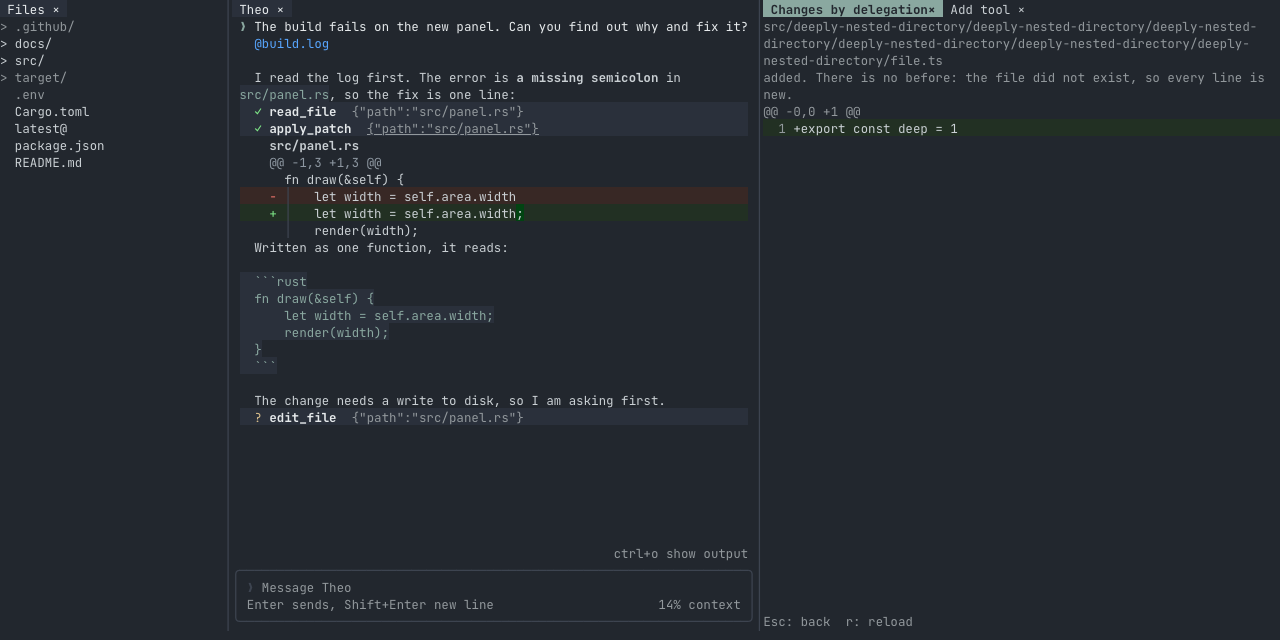 Files ×
> .github/
> docs/
> src/
> target/
.env
Cargo.toml
latest@
package.json
README.md
Theo ×
❯ The build fails on the new panel. Can you find out why and fix it?
@build.log
I read the log first. The error is a missing semicolon in
src/panel.rs, so the fix is one line:
✓ read_file {"path":"src/panel.rs"}
✓ apply_patch {"path":"src/panel.rs"}
src/panel.rs
@@ -1,3 +1,3 @@
fn draw(&self) {
- │ let width = self.area.width
+ │ let width = self.area.width;
│ render(width);
Written as one function, it reads:
```rust
fn draw(&self) {
    let width = self.area.width;
    render(width);
}
```
The change needs a write to disk, so I am asking first.
? edit_file {"path":"src/panel.rs"}
ctrl+o show output
❯ Message Theo
Enter sends, Shift+Enter new line 14% context
Changes by delegation× Add tool ×
src/deeply-nested-directory/deeply-nested-directory/deeply-nested-
directory/deeply-nested-directory/deeply-nested-directory/deeply-
nested-directory/file.ts
added. There is no before: the file did not exist, so every line is
new.
@@ -0,0 +1 @@
1 +export const deep = 1
Esc: back r: reload